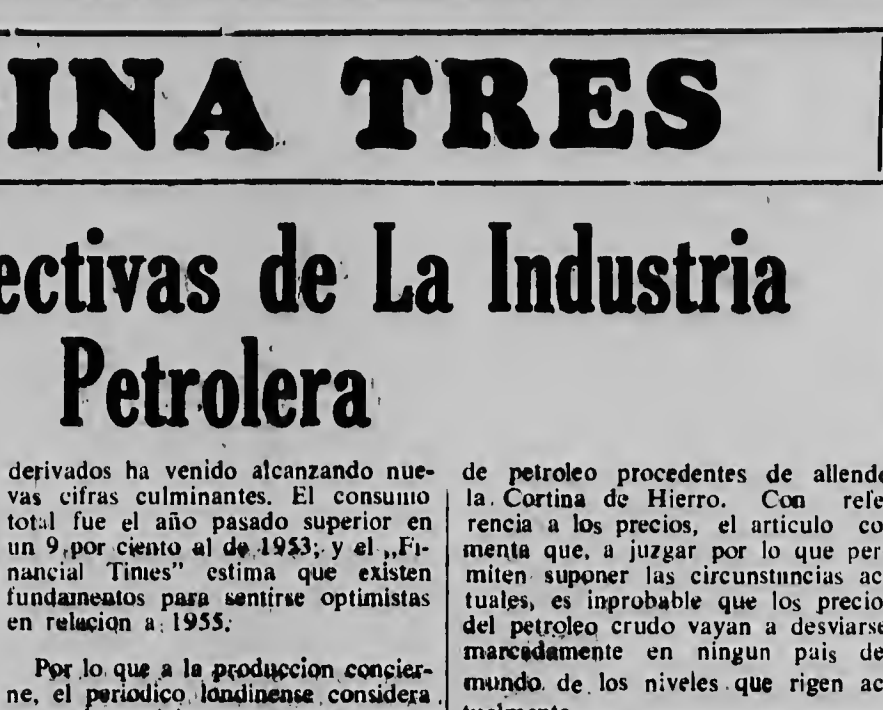 INA TRES
ectivas de La Industria
Petrolera
derivados ha venido alcanzando nue-
vas cifras culminantes. El consumo
total fue el año pasado superior en
un 9 por ciento al de 1953; y el „Fi-
nancial Times” estima que existen
fundamentos para sentirse optimistas
en relacion a 1955.
Por lo que a la produccion concier-
ne, el periodico londinense considera
de petroleo procedentes de allende
la Cortina de Hierro. Con refe
rencia a los precios, el articulo co
menta que, a juzgar por lo que per
miten suponer las circunstancias ac
tuales, es inprobable que los precio
del petroleo crudo vayan a desviarse
marcadamente en ningun pais de
mundo de los niveles que rigen ac